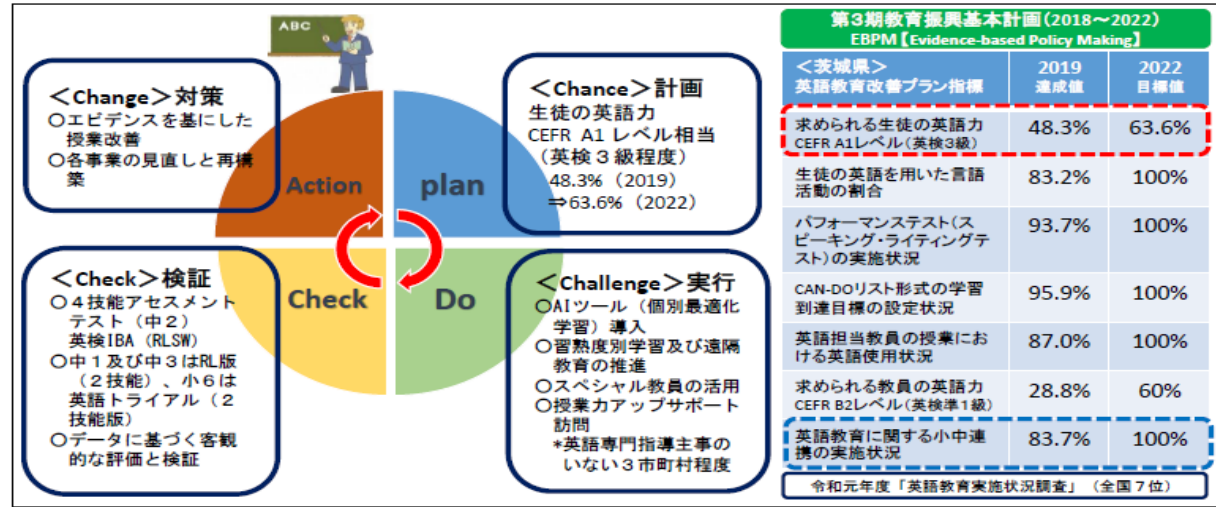 ABC
＜Change＞対策
○エビデンスを基にした
授業改善
○各事業の見直しと再構
築
＜Chance＞計画
生徒の英語力
CEFR A1 レベル相当
（英検３級程度）
48.3%（2019）
⇒63.6%（2022）
Action
plan
Check
Do
＜Check＞検証
○４技能アセスメント
テスト（中２）
英検IBA（RLSW）
○中１及び中３はRL版
（２技能）、小６は
英語トライアル（２
技能版）
○データに基づく客観
的な評価と検証
＜Challenge＞実行
○AIツール（個別最適化
学習）導入
○習熟度別学習及び遠隔
教育の推進
○スペシャル教員の活用
○授業力アップサポート
訪問
*英語専門指導主事の
いない３市町村程度
第３期教育振興基本計画（2018～2022）
EBPM【Evidence-based Policy Making】
＜茨城県＞
英語教育改善プラン指標
2019
達成値
2022
目標値
求められる生徒の英語力
CEFR A1レベル（英検3級）
48.3%
63.6%
生徒の英語を用いた言語
活動の割合
83.2%
100%
パフォーマンステスト（ス
ピーキング・ライティングテ
スト）の実施状況
93.7%
100%
CAN-DOリスト形式の学習
到達目標の設定状況
95.9%
100%
英語担当教員の授業にお
ける英語使用状況
87.0%
100%
求められる教員の英語力
CEFR B2レベル（英検準1級）
28.8%
60%
英語教育に関する小中連
携の実施状況
83.7%
100%
令和元年度「英語教育実施状況調査」（全国７位）